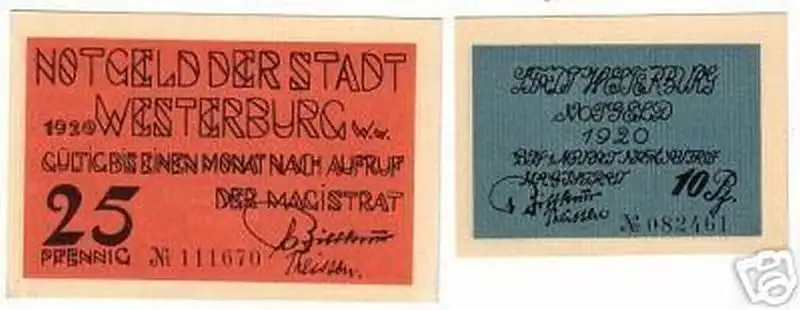 NOTGELD DER STADT
1920 WESTERBURG W.W.
GÜLTIG BIS EINEN MONAT NACH AUFRUF
DER MAGISTRAT
25
PFENNIG
№ 111670
STADT WESTERBURG
NOTGELD
1920
MAGISTRAT
10 Pf.
№ 082461